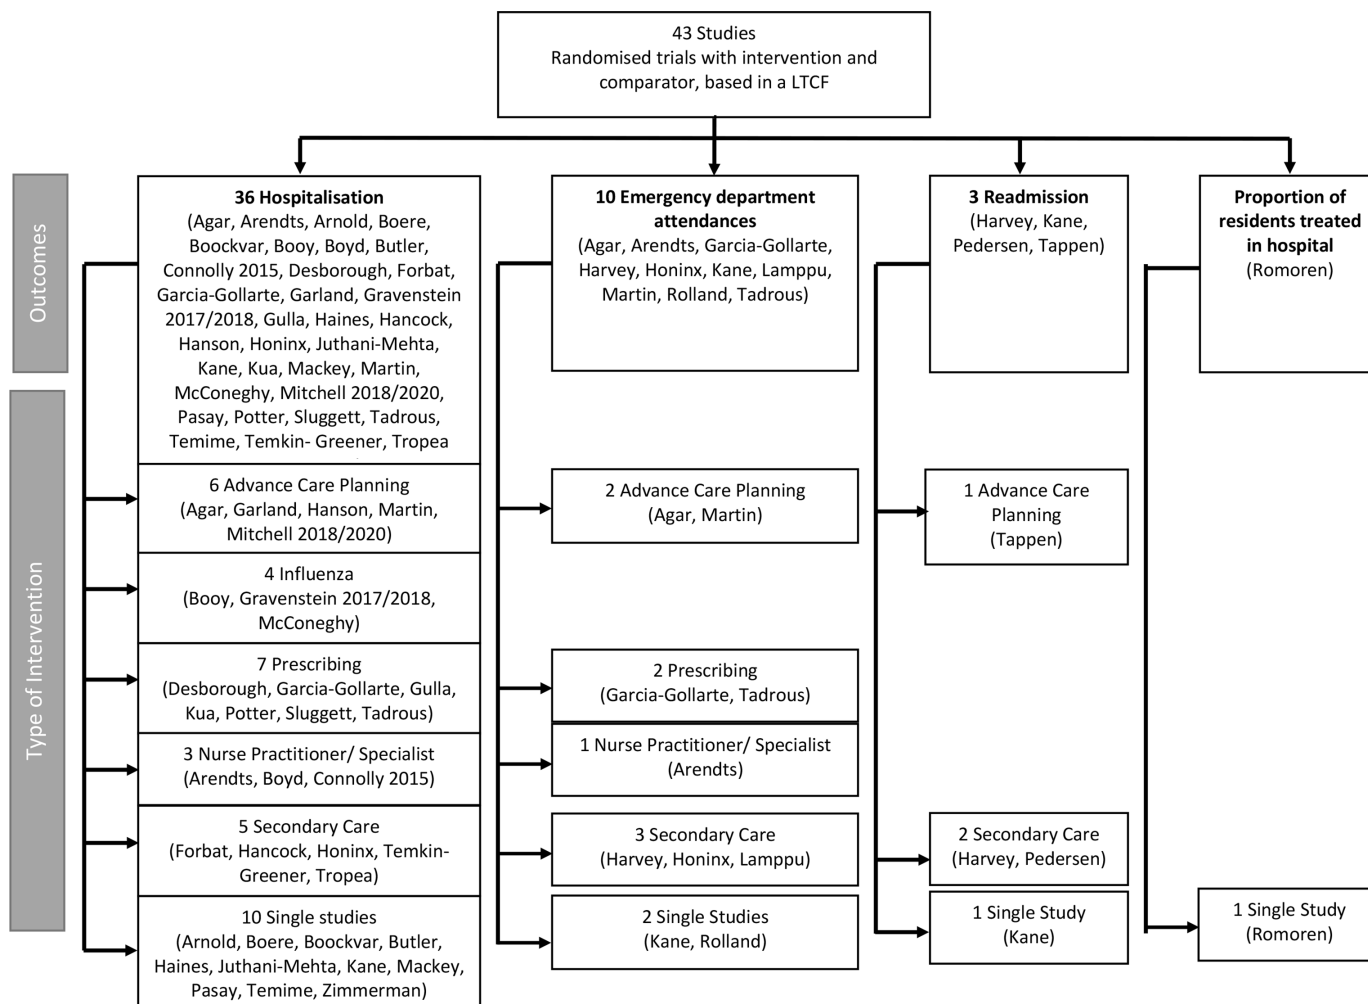 43 Studies
Randomised trials with intervention and
comparator, based in a LTCF
Outcomes
36 Hospitalisation
(Agar, Arendts, Arnold, Boere,
Boockvar, Booy, Boyd, Butler,
Connolly 2015, Desborough, Forbat,
Garcia-Gollarte, Garland, Gravenstein
2017/2018, Gulla, Haines, Hancock,
Hanson, Honinx, Juthani-Mehta,
Kane, Kua, Mackey, Martin,
McConeghy, Mitchell 2018/2020,
Pasay, Potter, Sluggett, Tadrous,
Temime, Temkin- Greener, Tropea
10 Emergency department
attendances
(Agar, Arendts, Garcia-Gollarte,
Harvey, Honinx, Kane, Lamppu,
Martin, Rolland, Tadrous)
3 Readmission
(Harvey, Kane,
Pedersen, Tappen)
Proportion of
residents treated
in hospital
(Romoren)
Type of Intervention
6 Advance Care Planning
(Agar, Garland, Hanson, Martin,
Mitchell 2018/2020)
2 Advance Care Planning
(Agar, Martin)
1 Advance Care
Planning
(Tappen)
4 Influenza
(Booy, Gravenstein 2017/2018,
McConeghy)
7 Prescribing
(Desborough, Garcia-Gollarte, Gulla,
Kua, Potter, Sluggett, Tadrous)
2 Prescribing
(Garcia-Gollarte, Tadrous)
3 Nurse Practitioner/ Specialist
(Arendts, Boyd, Connolly 2015)
1 Nurse Practitioner/ Specialist
(Arendts)
5 Secondary Care
(Forbat, Hancock, Honinx, Temkin-
Greener, Tropea)
3 Secondary Care
(Harvey, Honinx, Lamppu)
2 Secondary Care
(Harvey, Pedersen)
10 Single studies
(Arnold, Boere, Boockvar, Butler,
Haines, Juthani-Mehta, Kane, Mackey,
Pasay, Temime, Zimmerman)
2 Single Studies
(Kane, Rolland)
1 Single Study
(Kane)
1 Single Study
(Romoren)